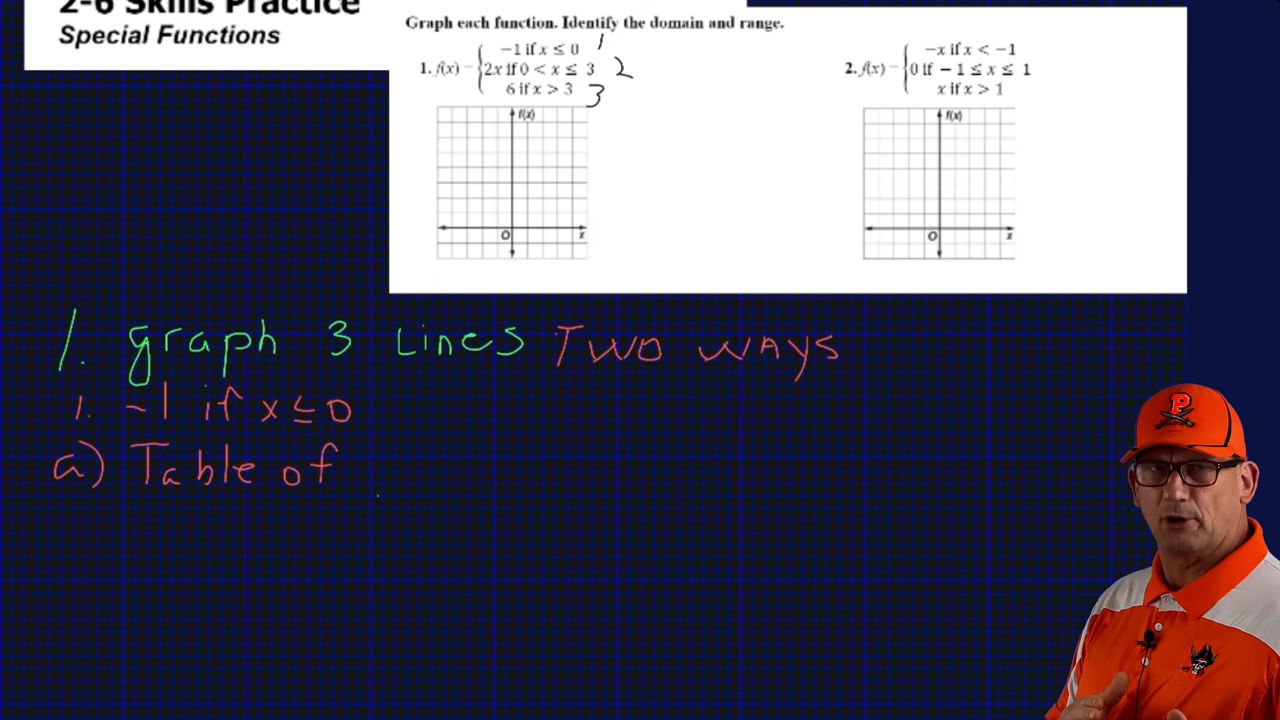 2-6 Skills Practice
Special Functions
Graph each function. Identify the domain and range.
−1 if x ≤ 0 1
1. f(x) − 2x if 0 < x ≤ 3 2
6 if x > 3 3
f(x)
O x
−x if x < −1
2. f(x) − 0 if − 1 ≤ x ≤ 1
x if x > 1
f(x)
O x
1. graph 3 Lines Two ways
1. -1 if x ≤ 0
a) Table of
P